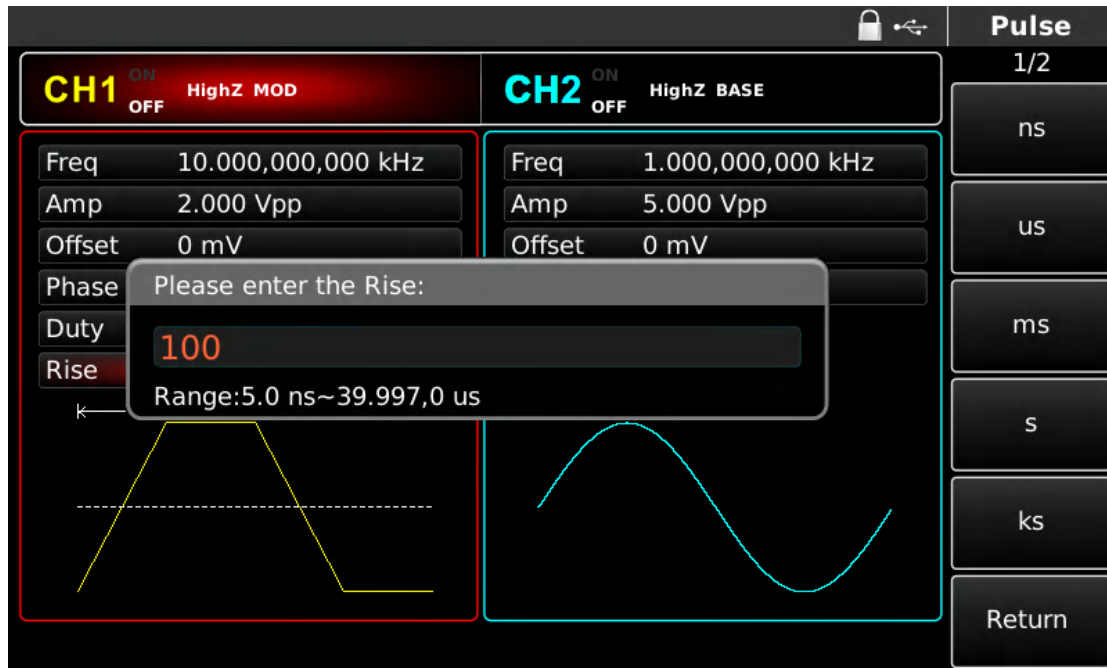 Pulse
1/2
CH1 ON OFF HighZ MOD
CH2 ON OFF HighZ BASE
Freq 10.000,000,000 kHz
Amp 2.000 Vpp
Offset 0 mV
Phase
Duty
Rise
Freq 1.000,000,000 kHz
Amp 5.000 Vpp
Offset 0 mV
Please enter the Rise:
100
Range:5.0 ns~39.997,0 us
ns
us
ms
s
ks
Return